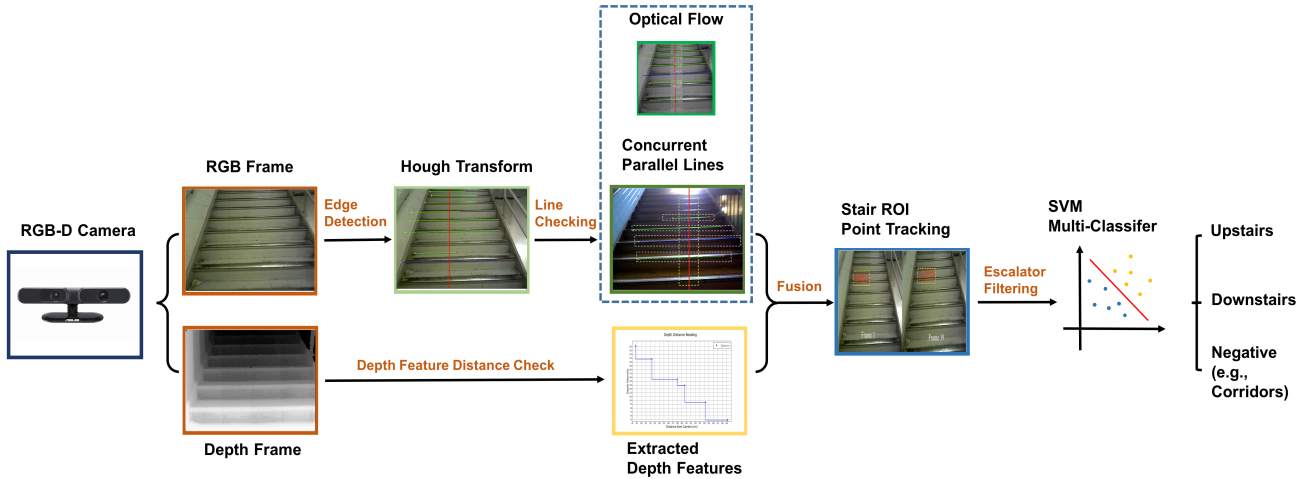 Optical Flow
Concurrent
Parallel Lines
RGB Frame
Hough Transform
Edge
Detection
Line
Checking
RGB-D Camera
Stair ROI
Point Tracking
SVM
Multi-Classifer
Upstairs
Fusion
Escalator
Filtering
Downstairs
Negative
(e.g.,
Corridors)
Depth Feature Distance Check
Depth Frame
Extracted
Depth Features